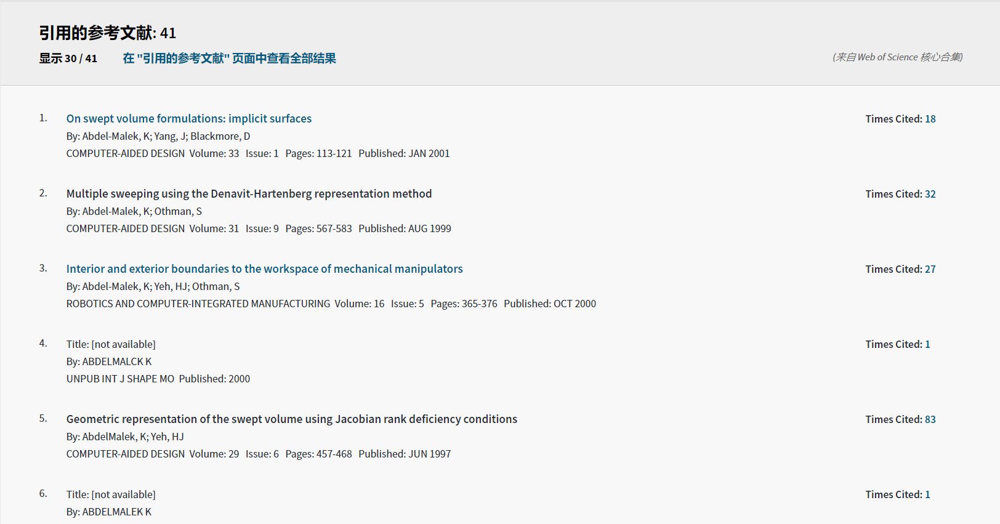 引用的参考文献: 41
显示 30 / 41 在 "引用的参考文献" 页面中查看全部结果 (来自 Web of Science 核心合集)
1. On swept volume formulations: implicit surfaces Times Cited: 18
By: Abdel-Malek, K; Yang, J; Blackmore, D
COMPUTER-AIDED DESIGN Volume: 33 Issue: 1 Pages: 113-121 Published: JAN 2001
2. Multiple sweeping using the Denavit-Hartenberg representation method Times Cited: 32
By: Abdel-Malek, K; Othman, S
COMPUTER-AIDED DESIGN Volume: 31 Issue: 9 Pages: 567-583 Published: AUG 1999
3. Interior and exterior boundaries to the workspace of mechanical manipulators Times Cited: 27
By: Abdel-Malek, K; Yeh, HJ; Othman, S
ROBOTICS AND COMPUTER-INTEGRATED MANUFACTURING Volume: 16 Issue: 5 Pages: 365-376 Published: OCT 2000
4. Title: [not available] Times Cited: 1
By: ABDELMALCK K
UNPUB INT J SHAPE MO Published: 2000
5. Geometric representation of the swept volume using Jacobian rank deficiency conditions Times Cited: 83
By: AbdelMalek, K; Yeh, HJ
COMPUTER-AIDED DESIGN Volume: 29 Issue: 6 Pages: 457-468 Published: JUN 1997
6. Title: [not available] Times Cited: 1
By: ABDELMALEK K